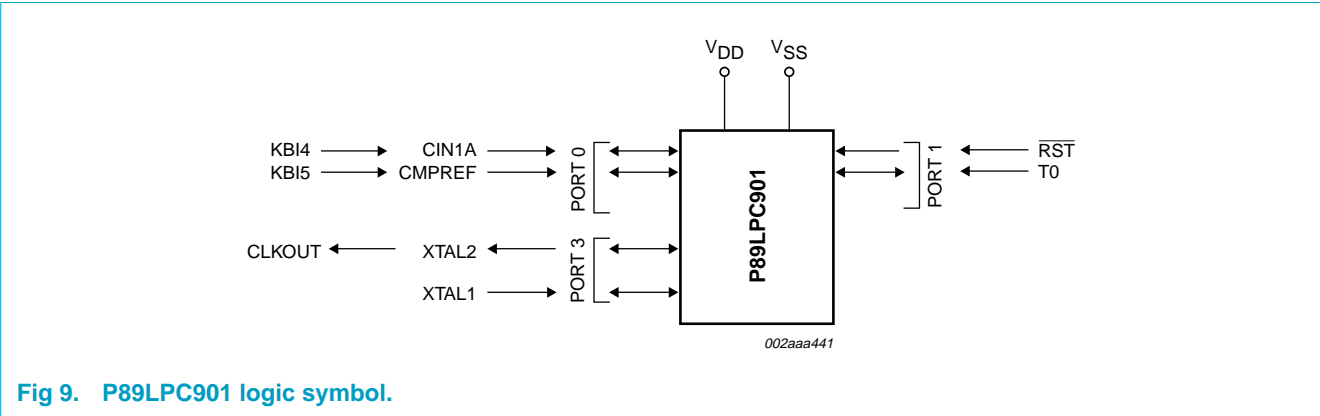 VDD VSS
KBI4 CIN1A PORT 0 P89LPC901 PORT 1 RST
KBI5 CMPREF T0
CLKOUT XTAL2 PORT 3
XTAL1
002aaa441
Fig 9. P89LPC901 logic symbol.